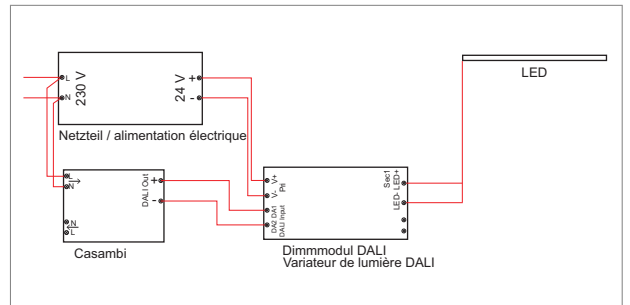 L
N
230 V
24 V
+
-
LED
Netzteil / alimentation électrique
L
N
N
L
DALI Out
+
-
Casambi
V+
V-
Pri
DA1
DA2
DALI Input
Sec1
LED+
LED-
Dimmmodul DALI
Variateur de lumière DALI